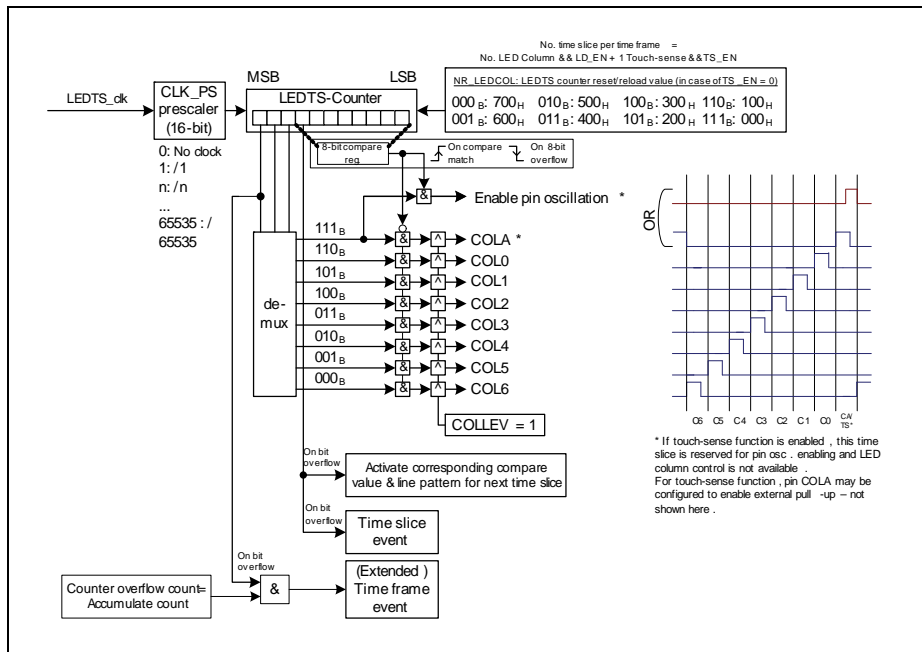 No. time slice per time frame =
No. LED Column && LD_EN + 1 Touch-sense && TS_EN
MSB
LSB
NR_LEDCOL: LEDTS counter reset/reload value (in case of TS_EN = 0)
000B: 700H 010B: 500H 100B: 300H 110B: 100H
001B: 600H 011B: 400H 101B: 200H 111B: 000H
LEDTS_clk
CLK_PS
prescaler
(16-bit)
LEDTS-Counter
0: No clock
1: /1
n: /n
...
65535 : /
65535
8-bit compare
reg.
On compare
match
On 8-bit
overflow
&
Enable pin oscillation *
de-
mux
111B
& ^ COLA *
110B
& ^ COL0
101B
& ^ COL1
100B
& ^ COL2
011B
& ^ COL3
010B
& ^ COL4
001B
& ^ COL5
000B
& ^ COL6
COLLEV = 1
On bit
overflow
Activate corresponding compare
value & line pattern for next time slice
On bit
overflow
Time slice
event
On bit
overflow
Counter overflow count=
Accumulate count
&
(Extended )
Time frame
event
OR
C6 C5 C4 C3 C2 C1 C0 CA/
TS*
* If touch-sense function is enabled , this time
slice is reserved for pin osc . enabling and LED
column control is not available .
For touch-sense function , pin COLA may be
configured to enable external pull -up – not
shown here .